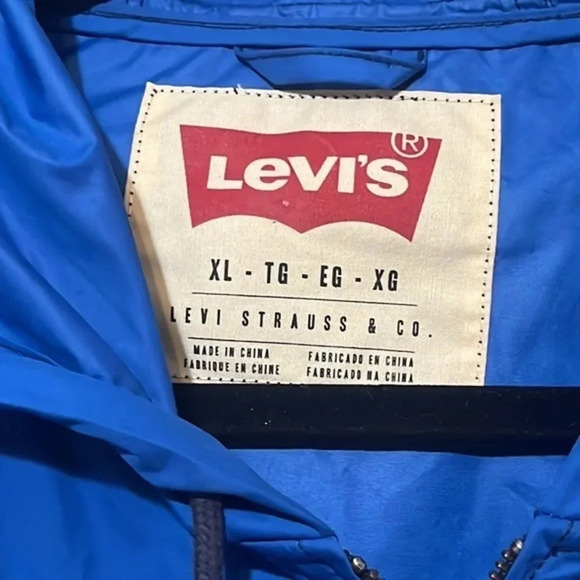 LEVI'S ®
XL - TG - EG - XG
LEVI STRAUSS & CO.
MADE IN CHINA FABRICADO EN CHINA
FABRIQUE EN CHINE FABRICADO NA CHINA